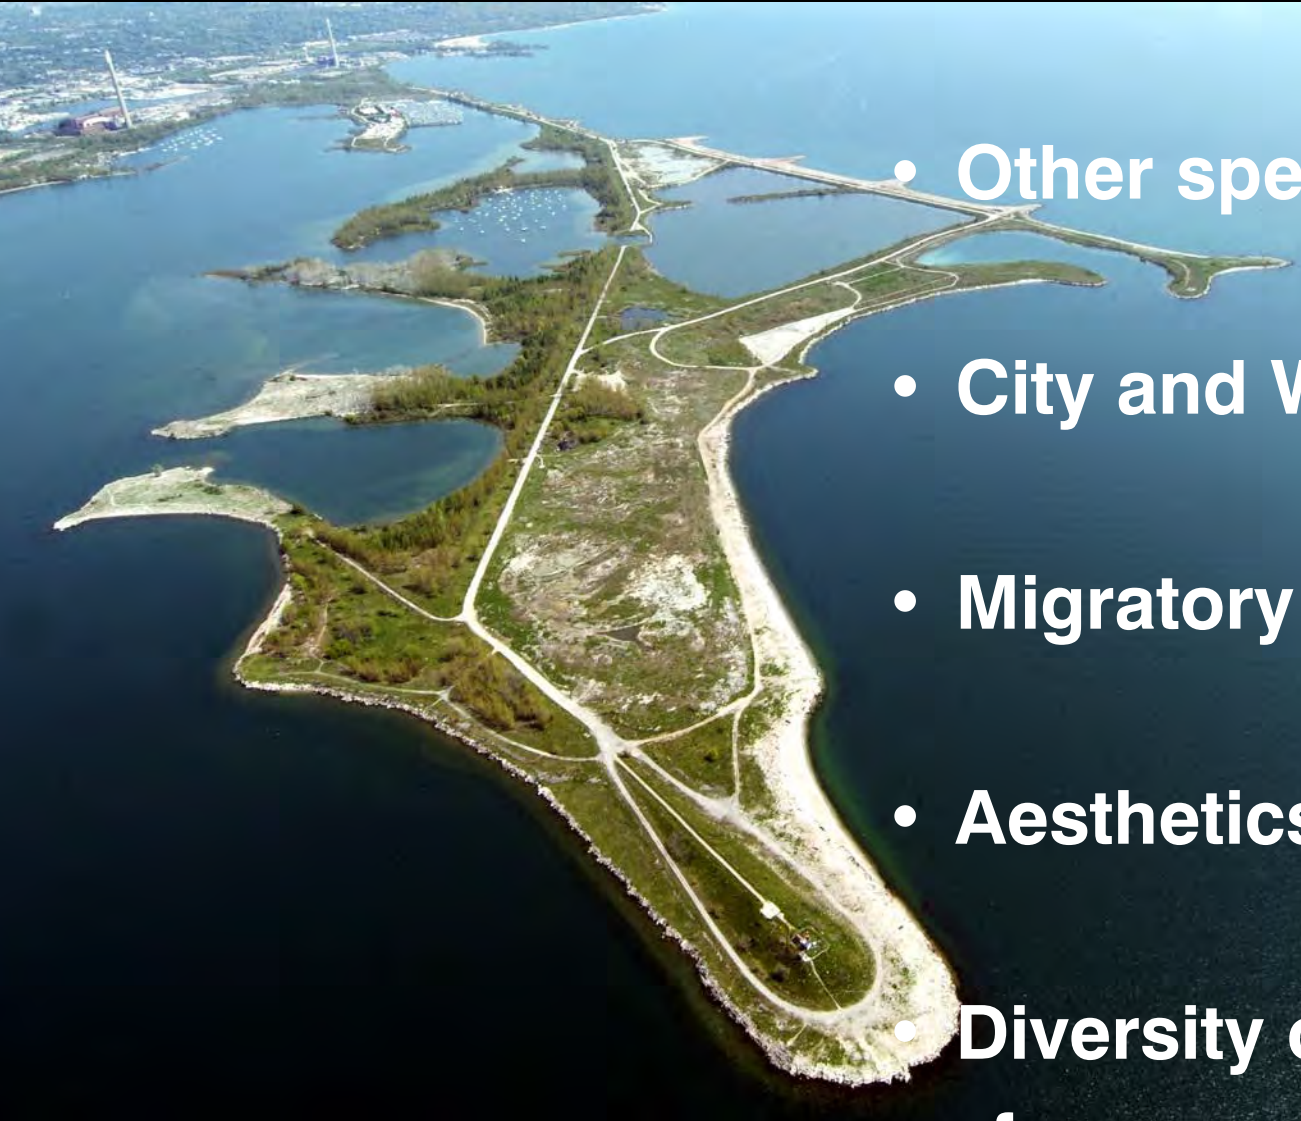 • Other spe
• City and
• Migratory
• Aesthetics
• Diversity